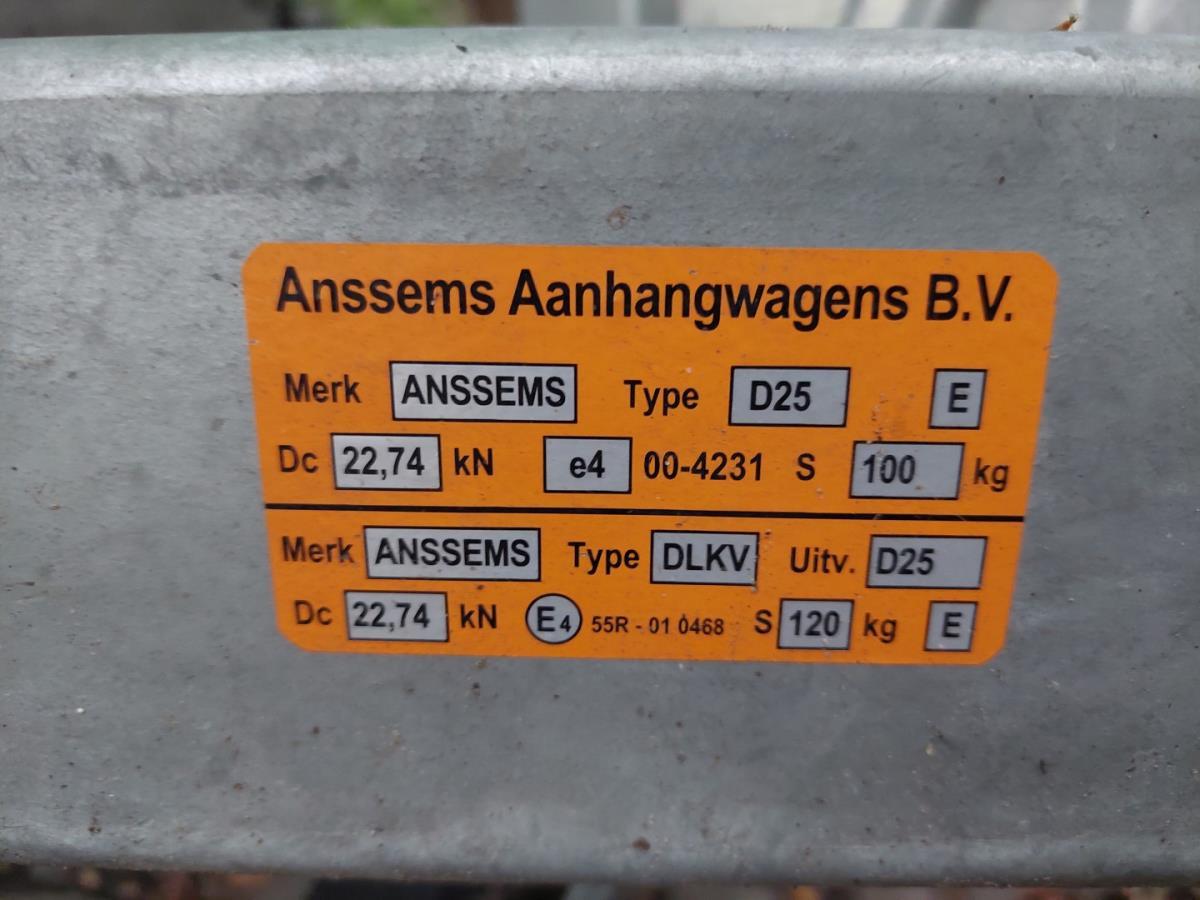 Anssems Aanhangwagens B.V.
Merk ANSSEMS Type D25 E
Dc 22,74 kN e4 00-4231 S 100 kg
Merk ANSSEMS Type DLKV Uitv. D25
Dc 22,74 kN E4 55R - 01 0468 S 120 kg E